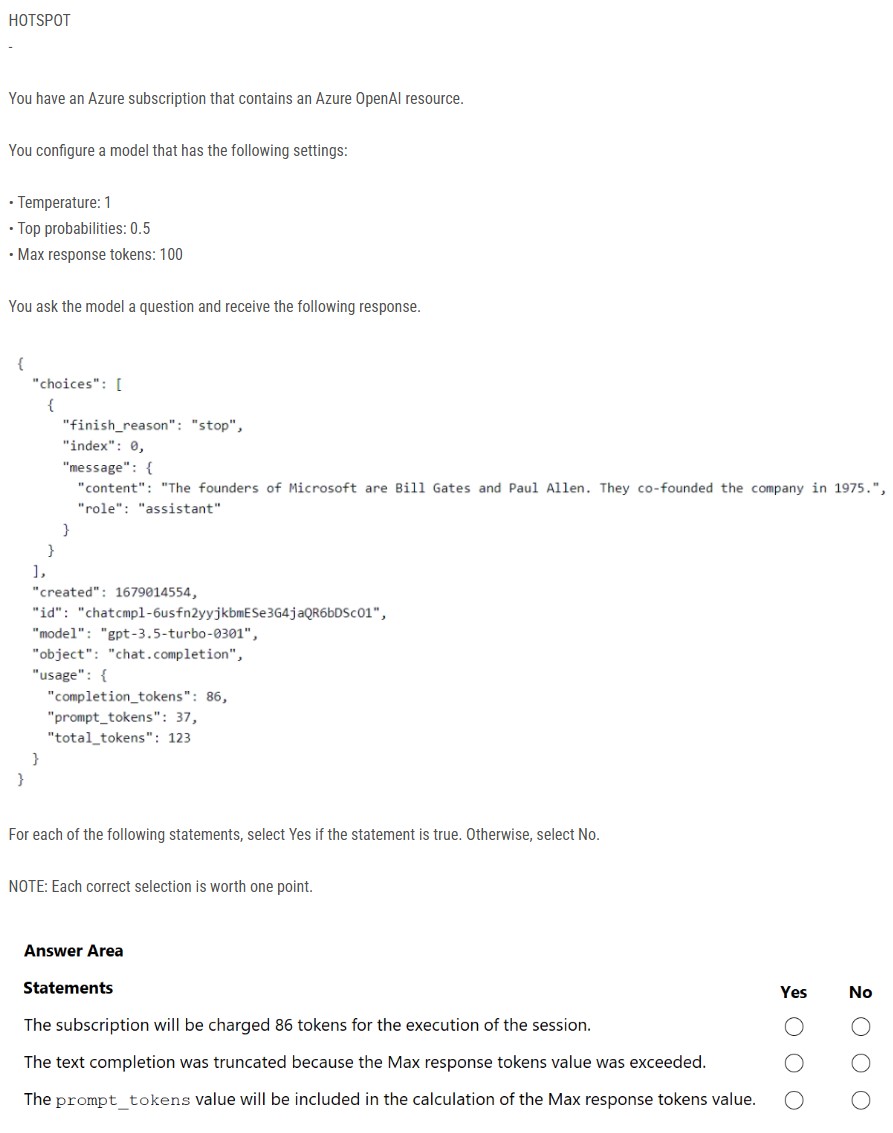 HOTSPOT
-
You have an Azure subscription that contains an Azure OpenAI resource.
You configure a model that has the following settings:
• Temperature: 1
• Top probabilities: 0.5
• Max response tokens: 100
You ask the model a question and receive the following response.
{
  "choices": [
    {
      "finish_reason": "stop",
      "index": 0,
      "message": {
        "content": "The founders of Microsoft are Bill Gates and Paul Allen. They co-founded the company in 1975.",
        "role": "assistant"
      }
    }
  ],
  "created": 1679014554,
  "id": "chatcmpl-6usfn2yyjkbmESe3G4jaQR6bDSc01",
  "model": "gpt-3.5-turbo-0301",
  "object": "chat.completion",
  "usage": {
    "completion_tokens": 86,
    "prompt_tokens": 37,
    "total_tokens": 123
  }
}
For each of the following statements, select Yes if the statement is true. Otherwise, select No.
NOTE: Each correct selection is worth one point.
Answer Area
Statements Yes No
The subscription will be charged 86 tokens for the execution of the session.
The text completion was truncated because the Max response tokens value was exceeded.
The prompt_tokens value will be included in the calculation of the Max response tokens value.